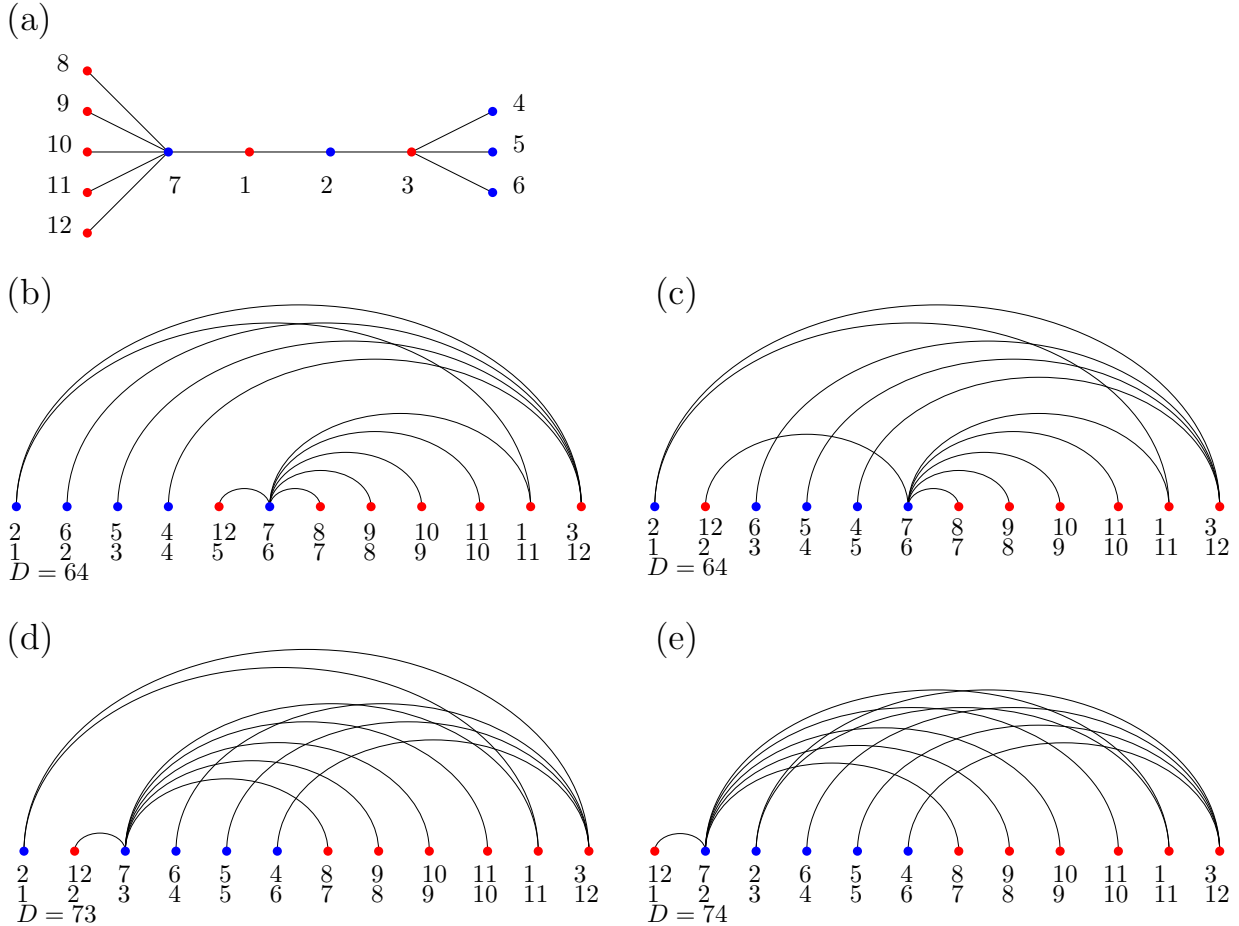 (a)
8
9
10
11
12
7 1 2 3
4
5
6
(b)
2 6 5 4 12 7 8 9 10 11 1 3
1 2 3 4 5 6 7 8 9 10 11 12
D = 64
(c)
2 12 6 5 4 7 8 9 10 11 1 3
1 2 3 4 5 6 7 8 9 10 11 12
D = 64
(d)
2 12 7 6 5 4 8 9 10 11 1 3
1 2 3 4 5 6 7 8 9 10 11 12
D = 73
(e)
12 7 2 6 5 4 8 9 10 11 1 3
1 2 3 4 5 6 7 8 9 10 11 12
D = 74